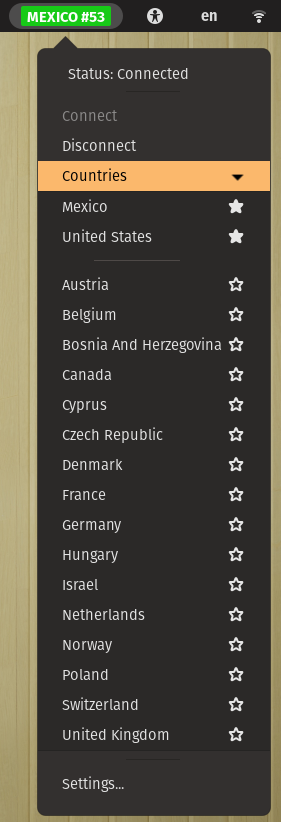 MEXICO #53
en
Status: Connected
Connect
Disconnect
Countries
Mexico
United States
Austria
Belgium
Bosnia And Herzegovina
Canada
Cyprus
Czech Republic
Denmark
France
Germany
Hungary
Israel
Netherlands
Norway
Poland
Switzerland
United Kingdom
Settings...